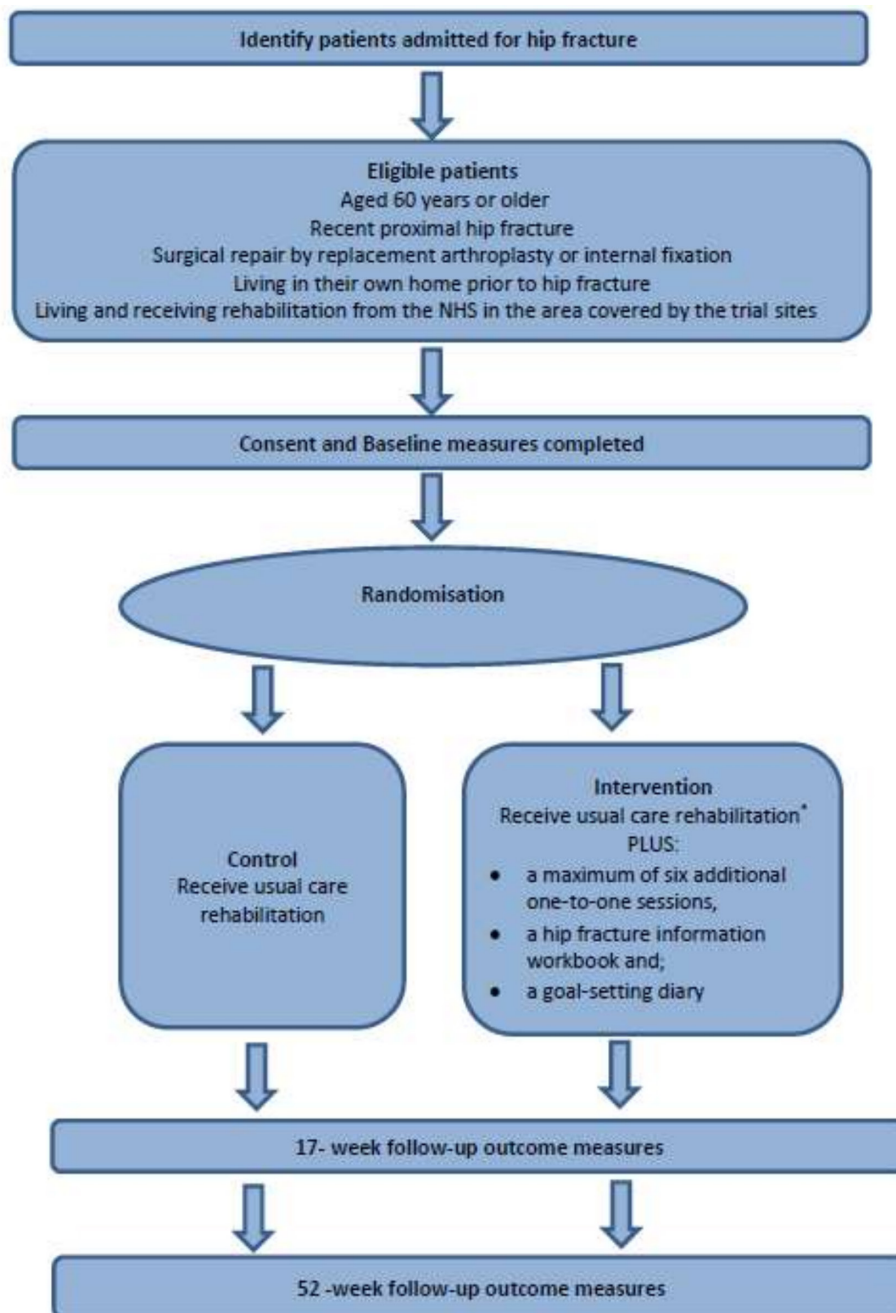 Identify patients admitted for hip fracture
Eligible patients
Aged 60 years or older
Recent proximal hip fracture
Surgical repair by replacement arthroplasty or internal fixation
Living in their own home prior to hip fracture
Living and receiving rehabilitation from the NHS in the area covered by the trial sites
Consent and Baseline measures completed
Randomisation
Control
Receive usual care
rehabilitation
Intervention
Receive usual care rehabilitation*
PLUS:
• a maximum of six additional
one-to-one sessions,
• a hip fracture information
workbook and;
• a goal-setting diary
17- week follow-up outcome measures
52 -week follow-up outcome measures